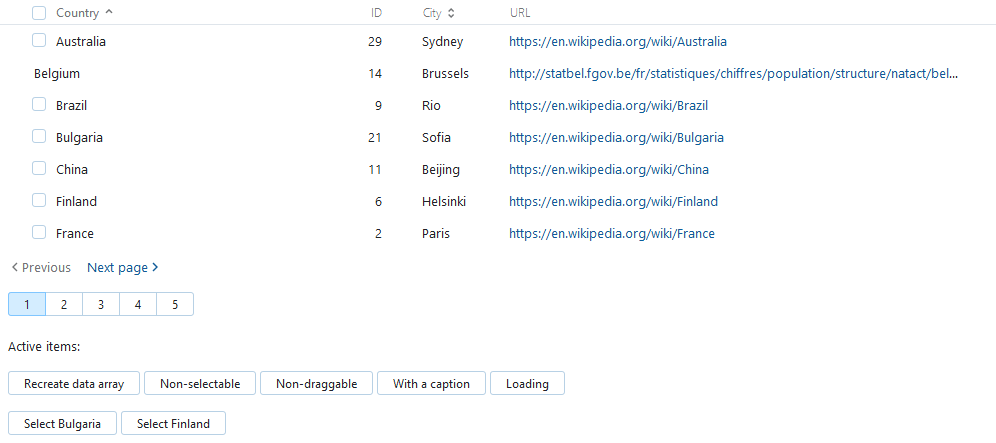 Country ID City URL
Australia 29 Sydney https://en.wikipedia.org/wiki/Australia
Belgium 14 Brussels http://statbel.fgov.be/fr/statistiques/chiffres/population/structure/natact/bel...
Brazil 9 Rio https://en.wikipedia.org/wiki/Brazil
Bulgaria 21 Sofia https://en.wikipedia.org/wiki/Bulgaria
China 11 Beijing https://en.wikipedia.org/wiki/China
Finland 6 Helsinki https://en.wikipedia.org/wiki/Finland
France 2 Paris https://en.wikipedia.org/wiki/France
Previous Next page
1 2 3 4 5
Active items:
Recreate data array Non-selectable Non-draggable With a caption Loading
Select Bulgaria Select Finland